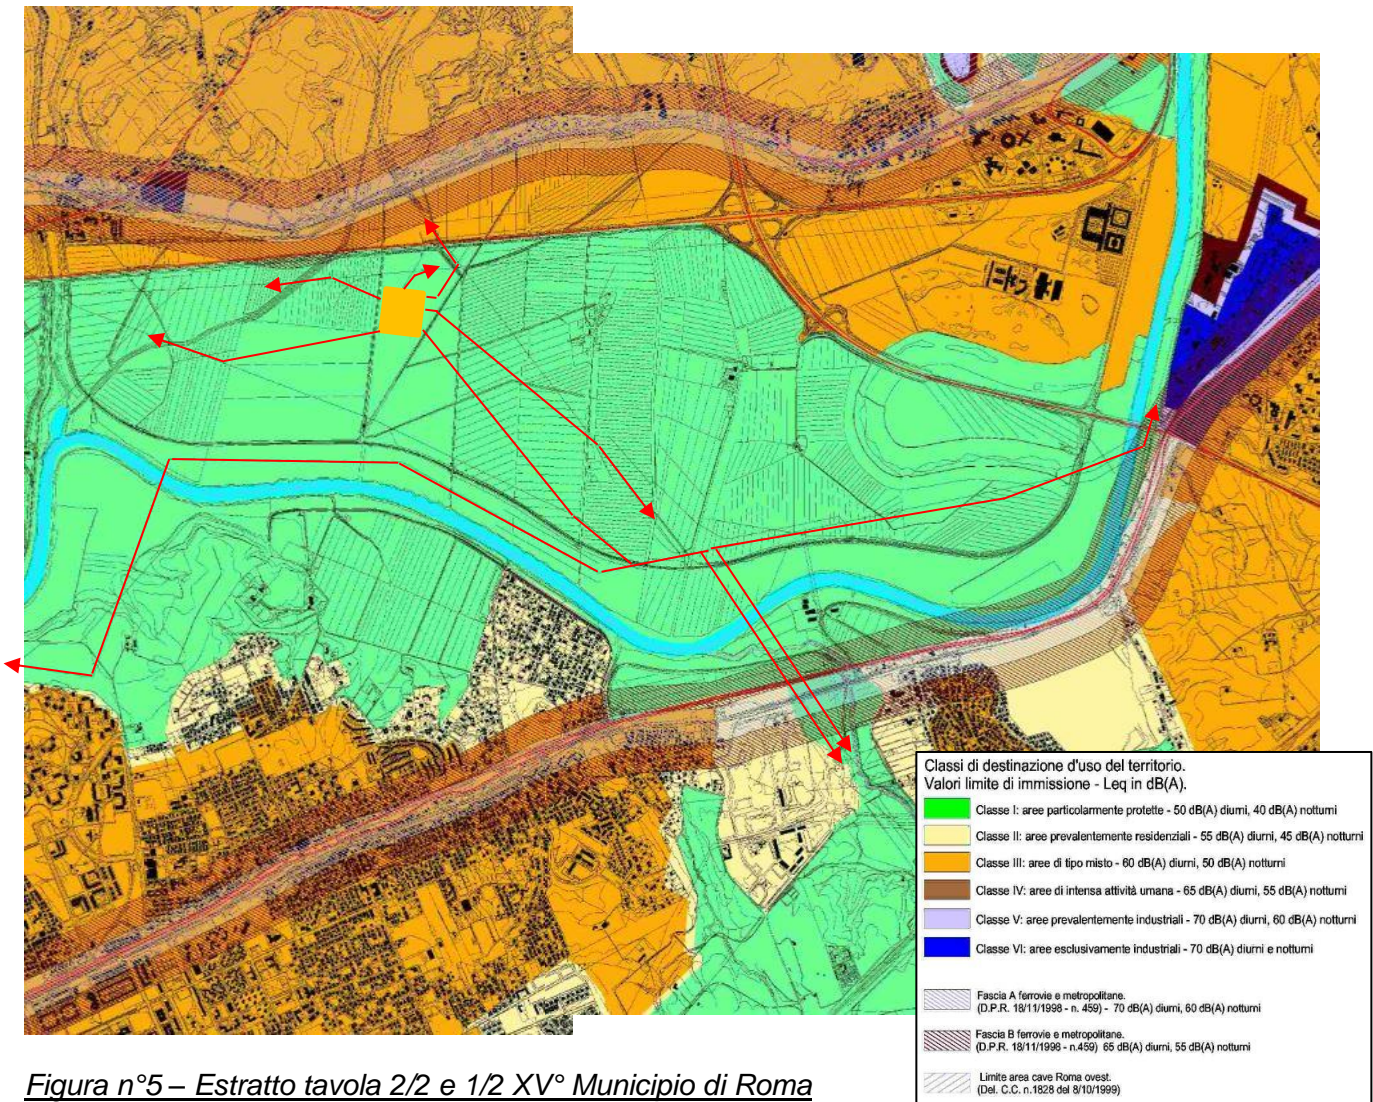 Classi di destinazione d'uso del territorio.
Valori limite di immissione - Leq in dB(A).
Classe I: aree particolarmente protette - 50 dB(A) diurni, 40 dB(A) notturni
Classe II: aree prevalentemente residenziali - 55 dB(A) diurni, 45 dB(A) notturni
Classe III: aree di tipo misto - 60 dB(A) diurni, 50 dB(A) notturni
Classe IV: aree di intensa attività umana - 65 dB(A) diurni, 55 dB(A) notturni
Classe V: aree prevalentemente industriali - 70 dB(A) diurni, 60 dB(A) notturni
Classe VI: aree esclusivamente industriali - 70 dB(A) diurni e notturni
Fascia A ferrovie e metropolitane.
(D.P.R. 18/11/1998 - n. 459) - 70 dB(A) diurni, 60 dB(A) notturni
Fascia B ferrovie e metropolitane.
(D.P.R. 18/11/1998 - n.459) 65 dB(A) diurni, 55 dB(A) notturni
Limite area cave Roma ovest.
(Del. C.C. n.1828 del 8/10/1999)
Figura n°5 – Estratto tavola 2/2 e 1/2 XV° Municipio di Roma